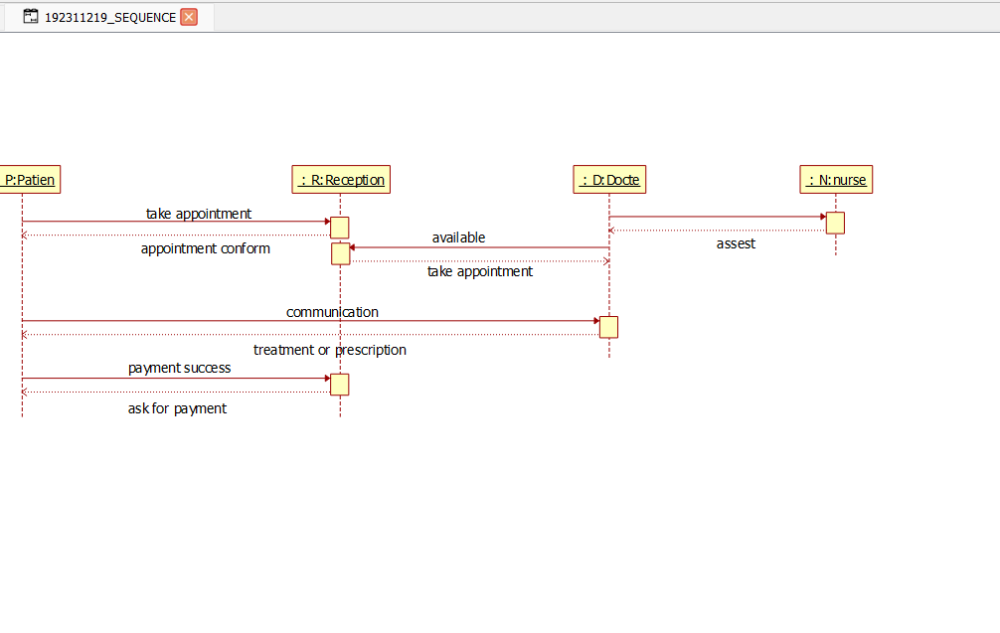 192311219_SEQUENCE
P:Patien
: R:Reception
: D:Docte
: N:nurse
take appointment
appointment conform
available
assest
take appointment
communication
treatment or prescription
payment success
ask for payment